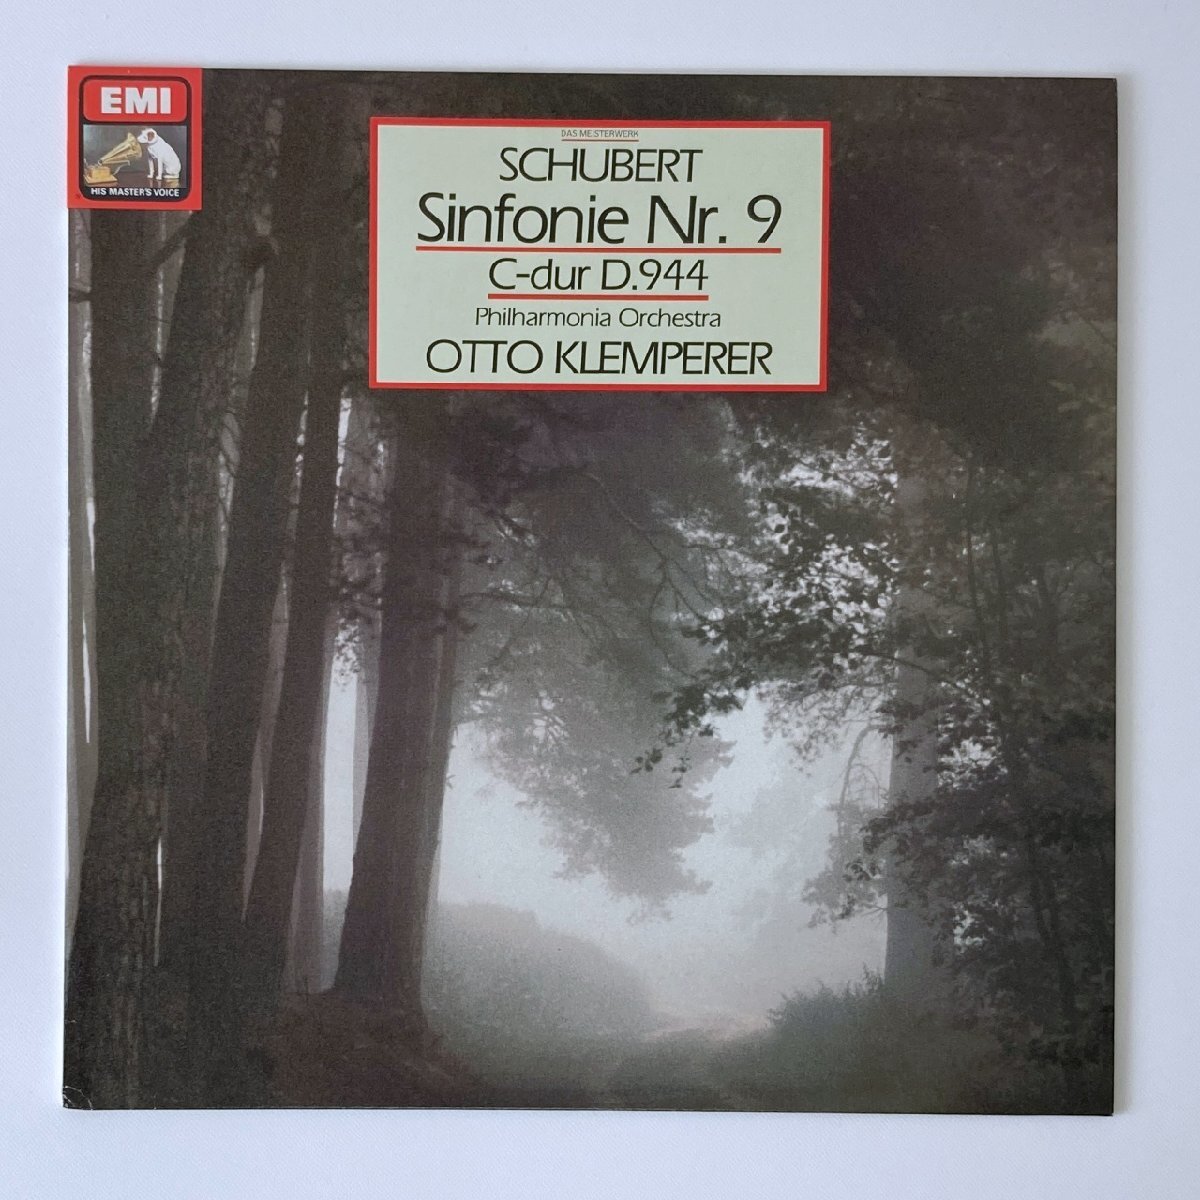 EMI
HIS MASTER'S VOICE
DAS MEISTERWERK
SCHUBERT
Sinfonie Nr. 9
C-dur D.944
Philharmonia Orchestra
OTTO KLEMPERER